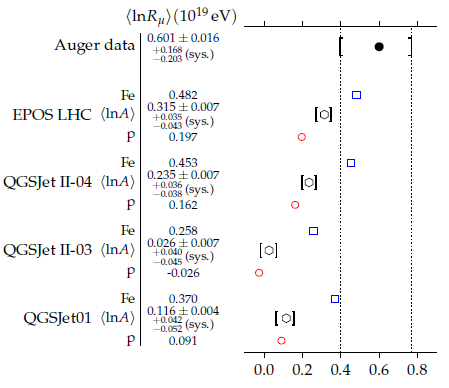 ⟨lnRμ⟩(10¹⁹ eV)
Auger data 0.601 ± 0.016
+0.168 −0.203 (sys.)
Fe 0.482
EPOS LHC ⟨lnA⟩ 0.315 ± 0.007
+0.035 −0.043 (sys.)
p 0.197
Fe 0.453
QGSJet II-04 ⟨lnA⟩ 0.235 ± 0.007
+0.036 −0.038 (sys.)
p 0.162
Fe 0.258
QGSJet II-03 ⟨lnA⟩ 0.026 ± 0.007
+0.040 −0.045 (sys.)
p -0.026
Fe 0.370
QGSJet01 ⟨lnA⟩ 0.116 ± 0.004
+0.042 −0.052 (sys.)
p 0.091
0.0 0.2 0.4 0.6 0.8